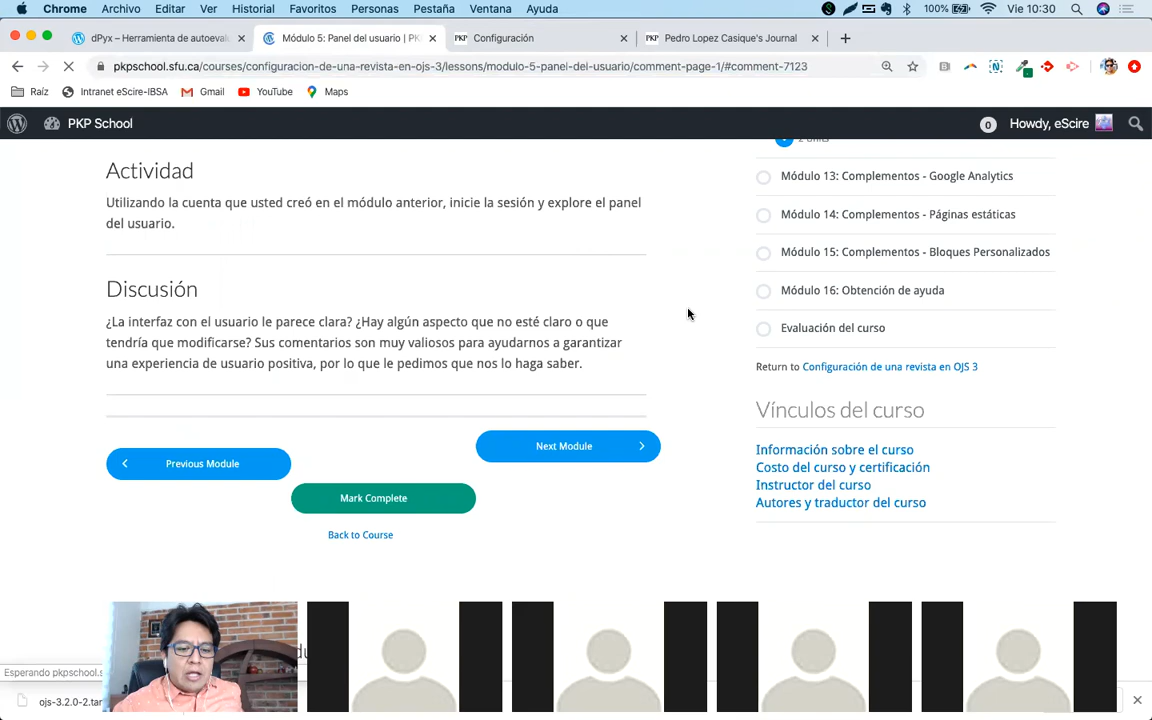 Chrome Archivo Editar Ver Historial Favoritos Personas Pestaña Ventana Ayuda 100% Vie 10:30
dPyx – Herramienta de autoeval
Módulo 5: Panel del usuario | PK
PKP Configuración
PKP Pedro Lopez Casique's Journal
pkpschool.sfu.ca/courses/configuracion-de-una-revista-en-ojs-3/lessons/modulo-5-panel-del-usuario/comment-page-1/#comment-7123
Raíz Intranet eScire-IBSA Gmail YouTube Maps
PKP School 0 Howdy, eScire
Actividad
Utilizando la cuenta que usted creó en el módulo anterior, inicie la sesión y explore el panel
del usuario.
Discusión
¿La interfaz con el usuario le parece clara? ¿Hay algún aspecto que no esté claro o que
tendría que modificarse? Sus comentarios son muy valiosos para ayudarnos a garantizar
una experiencia de usuario positiva, por lo que le pedimos que nos lo haga saber.
Previous Module
Next Module
Mark Complete
Back to Course
Módulo 13: Complementos - Google Analytics
Módulo 14: Complementos - Páginas estáticas
Módulo 15: Complementos - Bloques Personalizados
Módulo 16: Obtención de ayuda
Evaluación del curso
Return to Configuración de una revista en OJS 3
Vínculos del curso
Información sobre el curso
Costo del curso y certificación
Instructor del curso
Autores y traductor del curso
Esperando pkpschool.s
ojs-3.2.0-2.tar